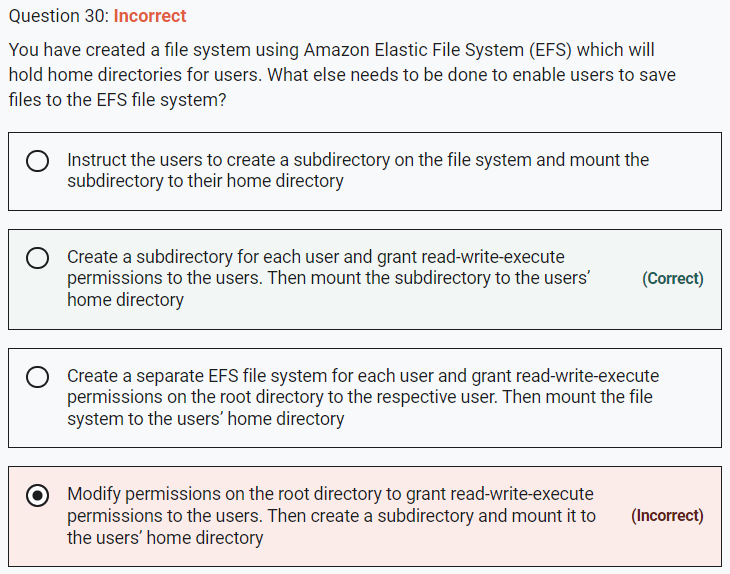 Question 30: Incorrect
You have created a file system using Amazon Elastic File System (EFS) which will
hold home directories for users. What else needs to be done to enable users to save
files to the EFS file system?
Instruct the users to create a subdirectory on the file system and mount the
subdirectory to their home directory
Create a subdirectory for each user and grant read-write-execute
permissions to the users. Then mount the subdirectory to the users’
home directory
(Correct)
Create a separate EFS file system for each user and grant read-write-execute
permissions on the root directory to the respective user. Then mount the file
system to the users’ home directory
Modify permissions on the root directory to grant read-write-execute
permissions to the users. Then create a subdirectory and mount it to
the users’ home directory
(Incorrect)